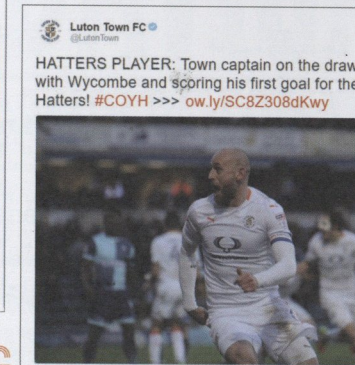 Luton Town FC
@LutonTown
HATTERS PLAYER: Town captain on the draw
with Wycombe and scoring his first goal for the
Hatters! #COYH >>> ow.ly/SC8Z308dKwy